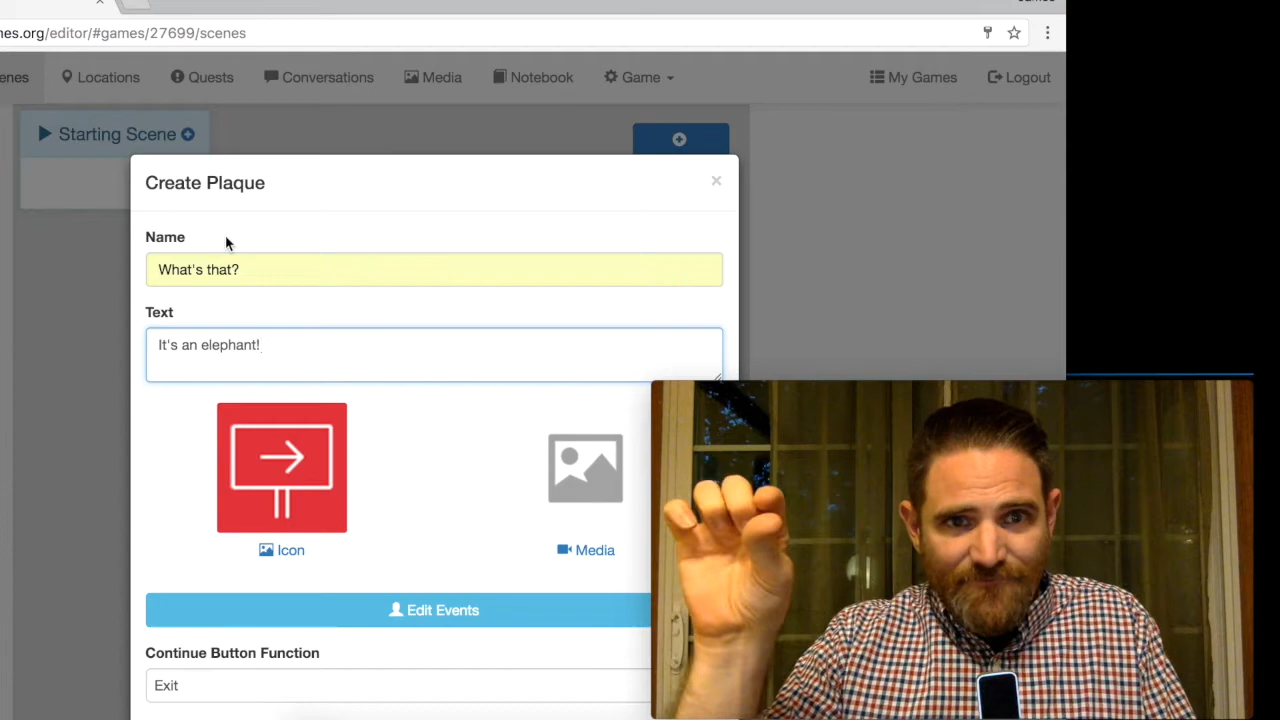 es.org/editor/#games/27699/scenes
enes Locations Quests Conversations Media Notebook Game My Games Logout
Starting Scene
Create Plaque ×
Name
What's that?
Text
It's an elephant!
Icon Media
Edit Events
Continue Button Function
Exit